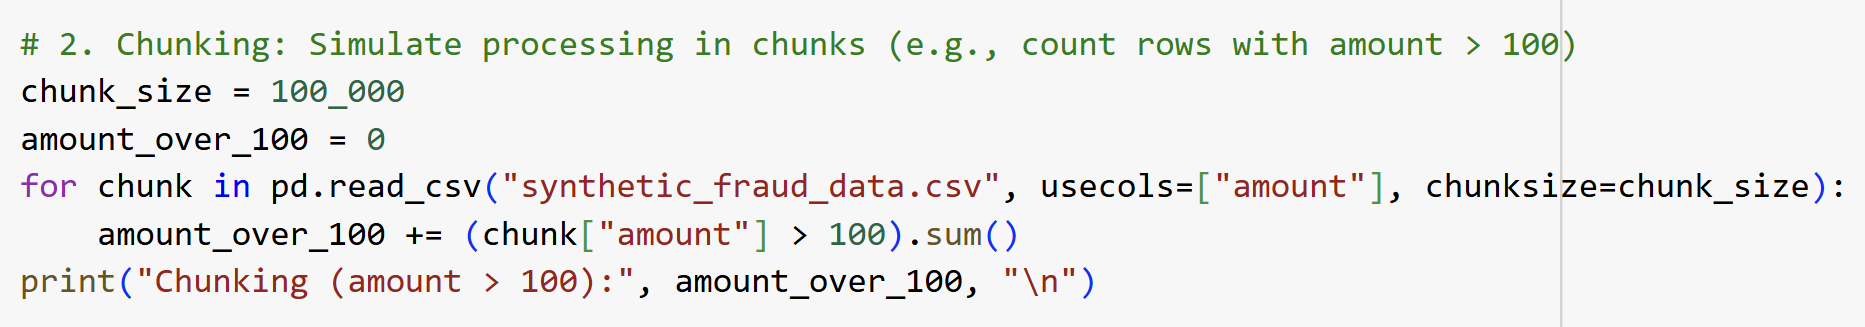 # 2. Chunking: Simulate processing in chunks (e.g., count rows with amount > 100)
chunk_size = 100_000
amount_over_100 = 0
for chunk in pd.read_csv("synthetic_fraud_data.csv", usecols=["amount"], chunksize=chunk_size):
    amount_over_100 += (chunk["amount"] > 100).sum()
print("Chunking (amount > 100):", amount_over_100, "\n")